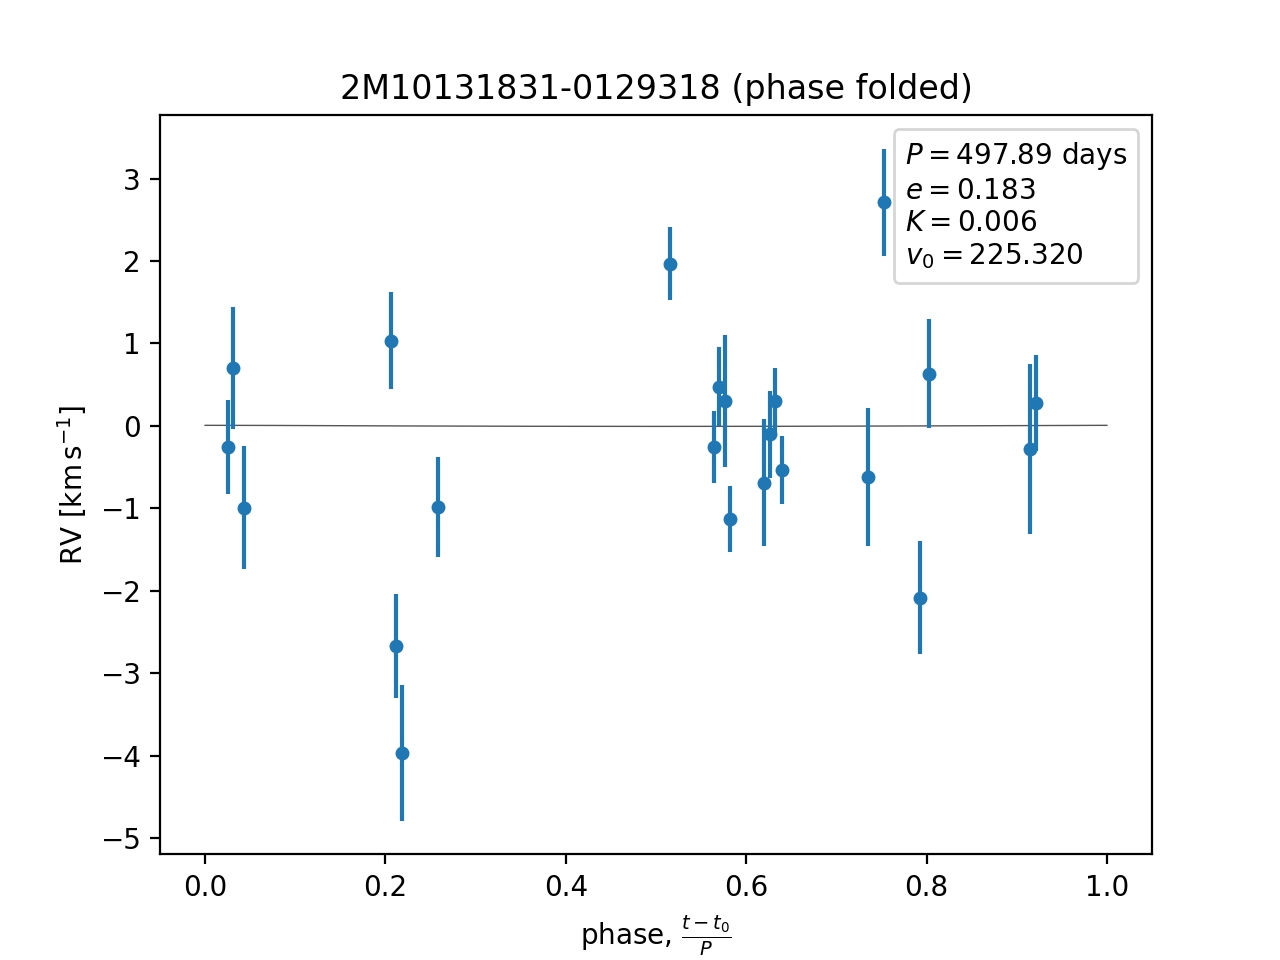 2M10131831-0129318 (phase folded)
P = 497.89 days
e = 0.183
K = 0.006
v₀ = 225.320
3
2
1
0
−1
−2
−3
−4
−5
RV [km s⁻¹]
0.0 0.2 0.4 0.6 0.8 1.0
phase, (t − t₀)/P